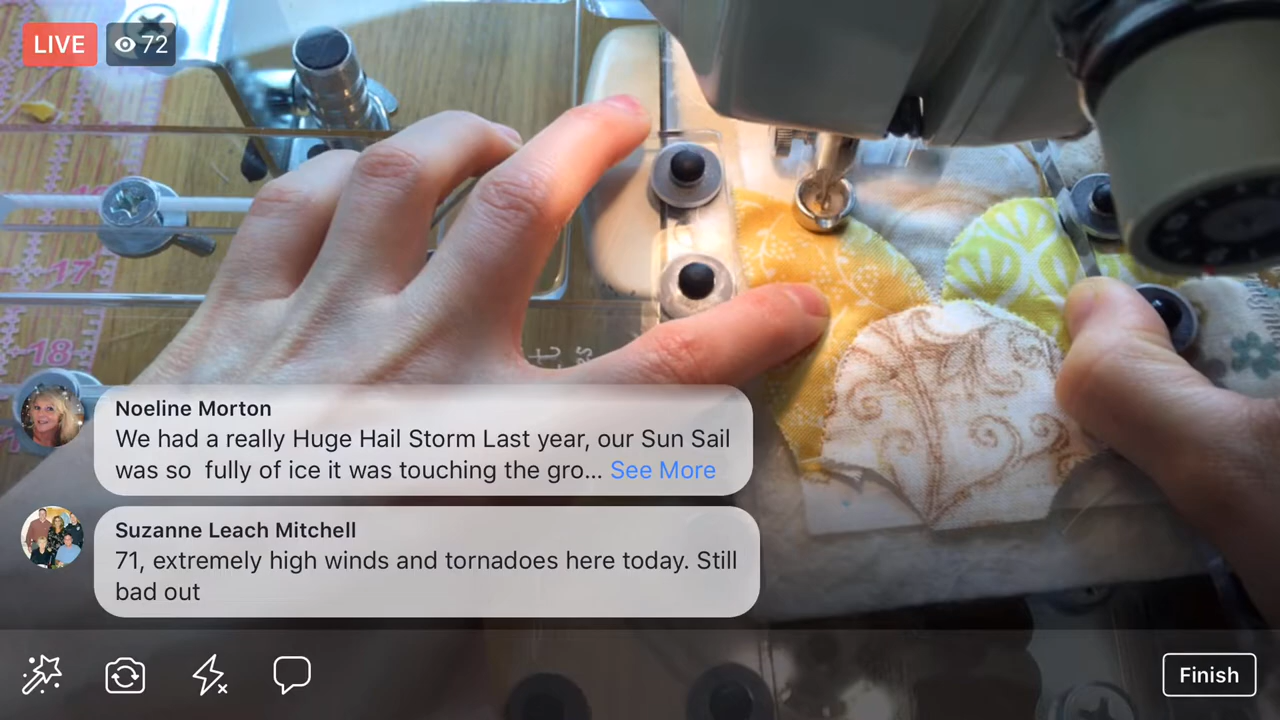 LIVE 72
17
18
Noeline Morton
We had a really Huge Hail Storm Last year, our Sun Sail
was so  fully of ice it was touching the gro... See More
Suzanne Leach Mitchell
71, extremely high winds and tornadoes here today. Still
bad out
Finish